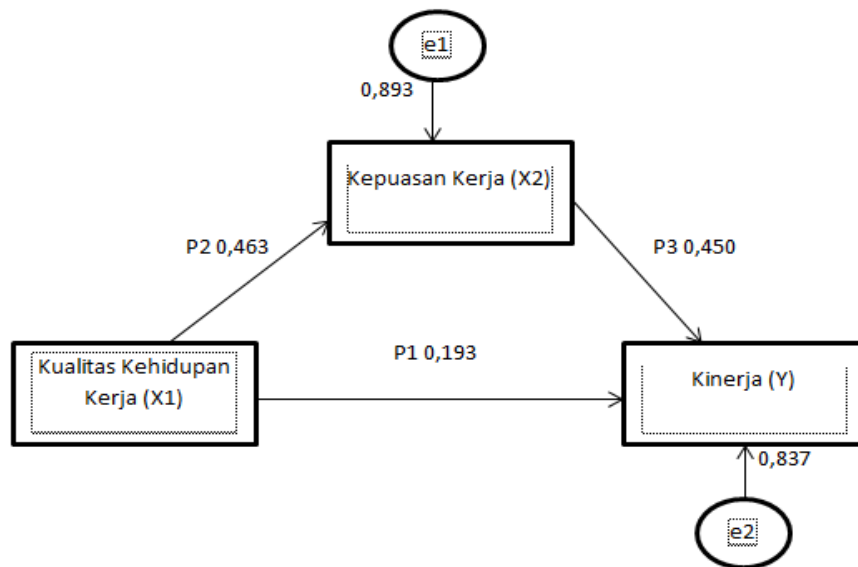 e1
0,893
Kepuasan Kerja (X2)
P2 0,463
P3 0,450
Kualitas Kehidupan
Kerja (X1)
P1 0,193
Kinerja (Y)
0,837
e2